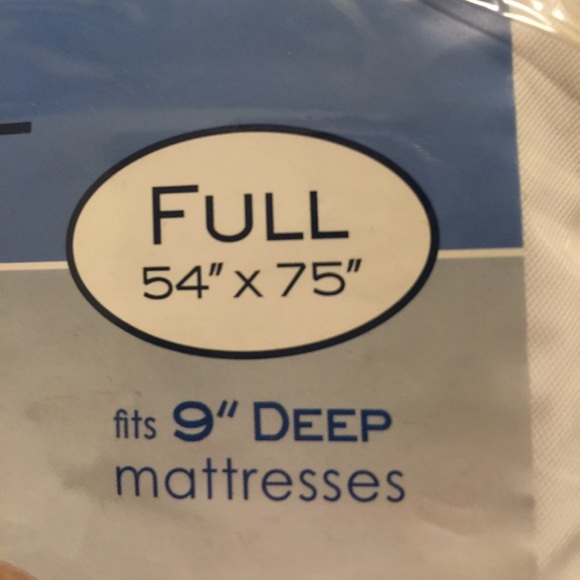 FULL
54" x 75"
fits 9" DEEP
mattresses